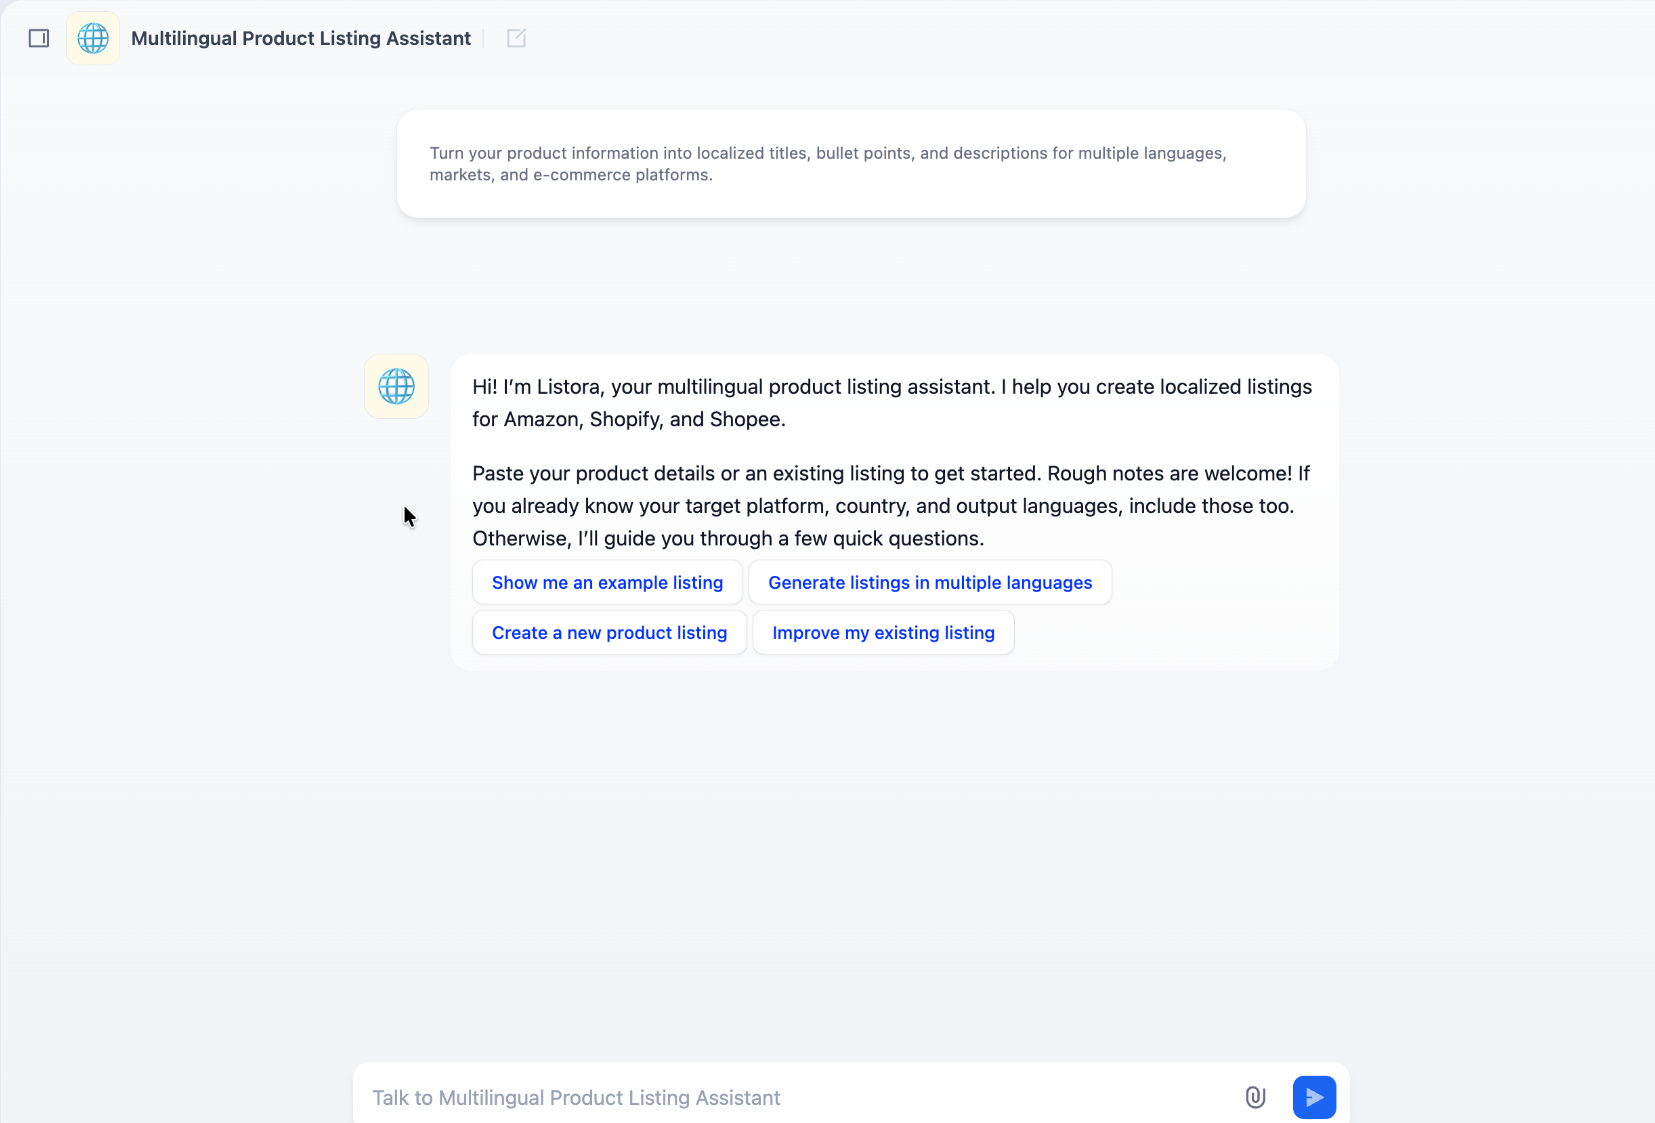 Multilingual Product Listing Assistant
Turn your product information into localized titles, bullet points, and descriptions for multiple languages,
markets, and e-commerce platforms.
Hi! I’m Listora, your multilingual product listing assistant. I help you create localized listings
for Amazon, Shopify, and Shopee.
Paste your product details or an existing listing to get started. Rough notes are welcome! If
you already know your target platform, country, and output languages, include those too.
Otherwise, I’ll guide you through a few quick questions.
Show me an example listing
Generate listings in multiple languages
Create a new product listing
Improve my existing listing
Talk to Multilingual Product Listing Assistant